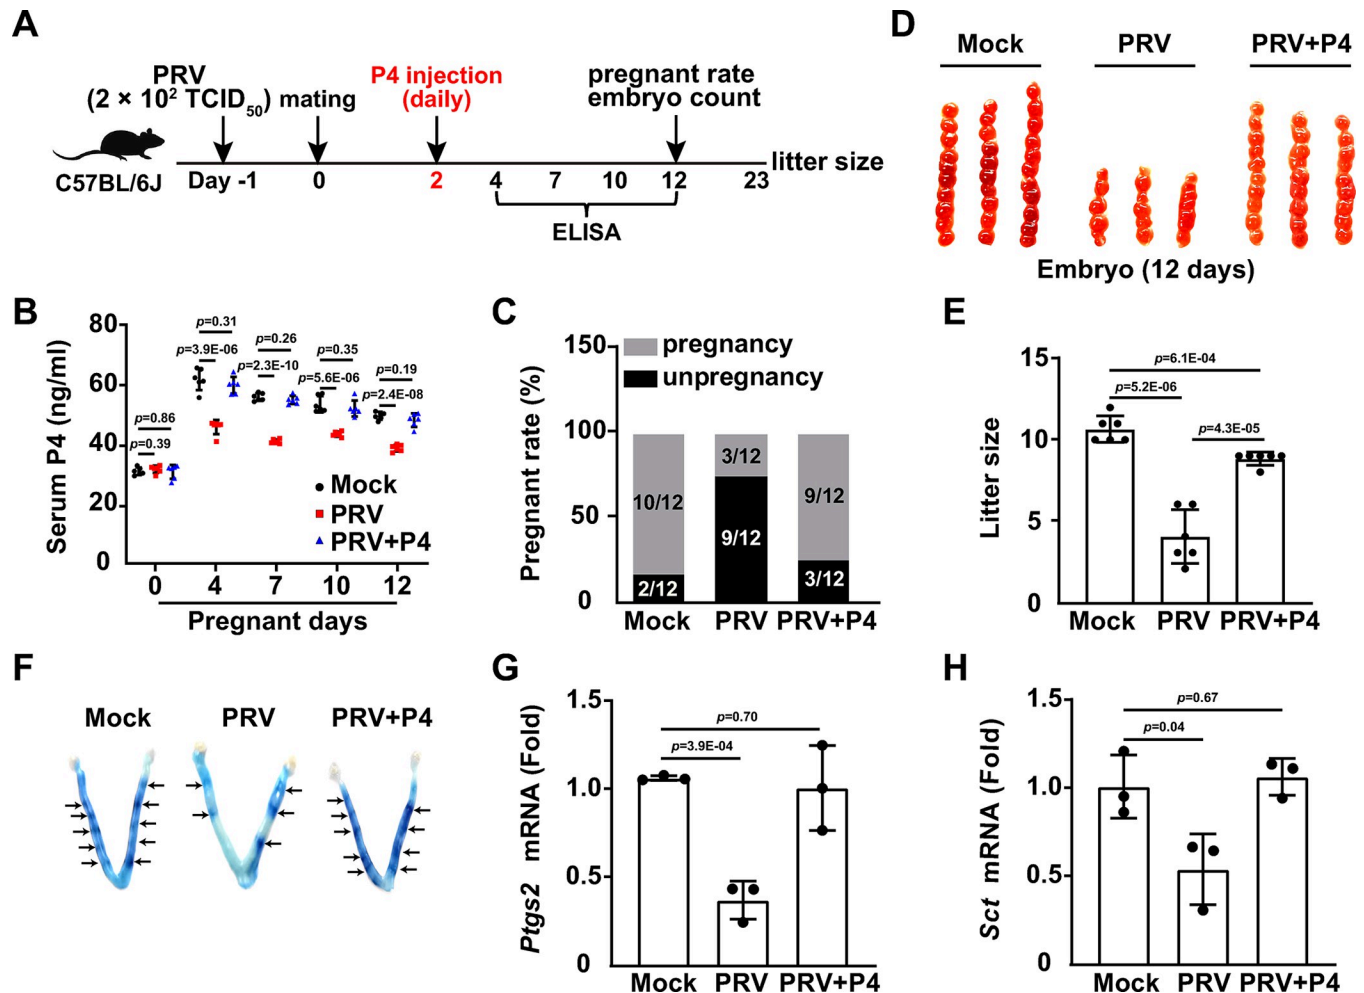 A
PRV
(2 × 10² TCID₅₀) mating
P4 injection
(daily)
pregnant rate
embryo count
C57BL/6J
Day -1 0 2 4 7 10 12 23
litter size
ELISA
B
Serum P4 (ng/ml)
80
60
40
20
0
p=0.86
p=0.39
p=0.31
p=3.9E-06
p=0.26
p=2.3E-10
p=0.35
p=5.6E-06
p=0.19
p=2.4E-08
Mock
PRV
PRV+P4
0 4 7 10 12
Pregnant days
C
Pregnant rate (%)
150
100
50
0
pregnancy
unpregnancy
10/12
2/12
3/12
9/12
9/12
3/12
Mock PRV PRV+P4
D
Mock PRV PRV+P4
Embryo (12 days)
E
Litter size
15
10
5
0
p=6.1E-04
p=5.2E-06
p=4.3E-05
Mock PRV PRV+P4
F
Mock PRV PRV+P4
G
Ptgs2 mRNA (Fold)
1.5
1.0
0.5
0
p=0.70
p=3.9E-04
Mock PRV PRV+P4
H
Sct mRNA (Fold)
1.5
1.0
0.5
0
p=0.67
p=0.04
Mock PRV PRV+P4